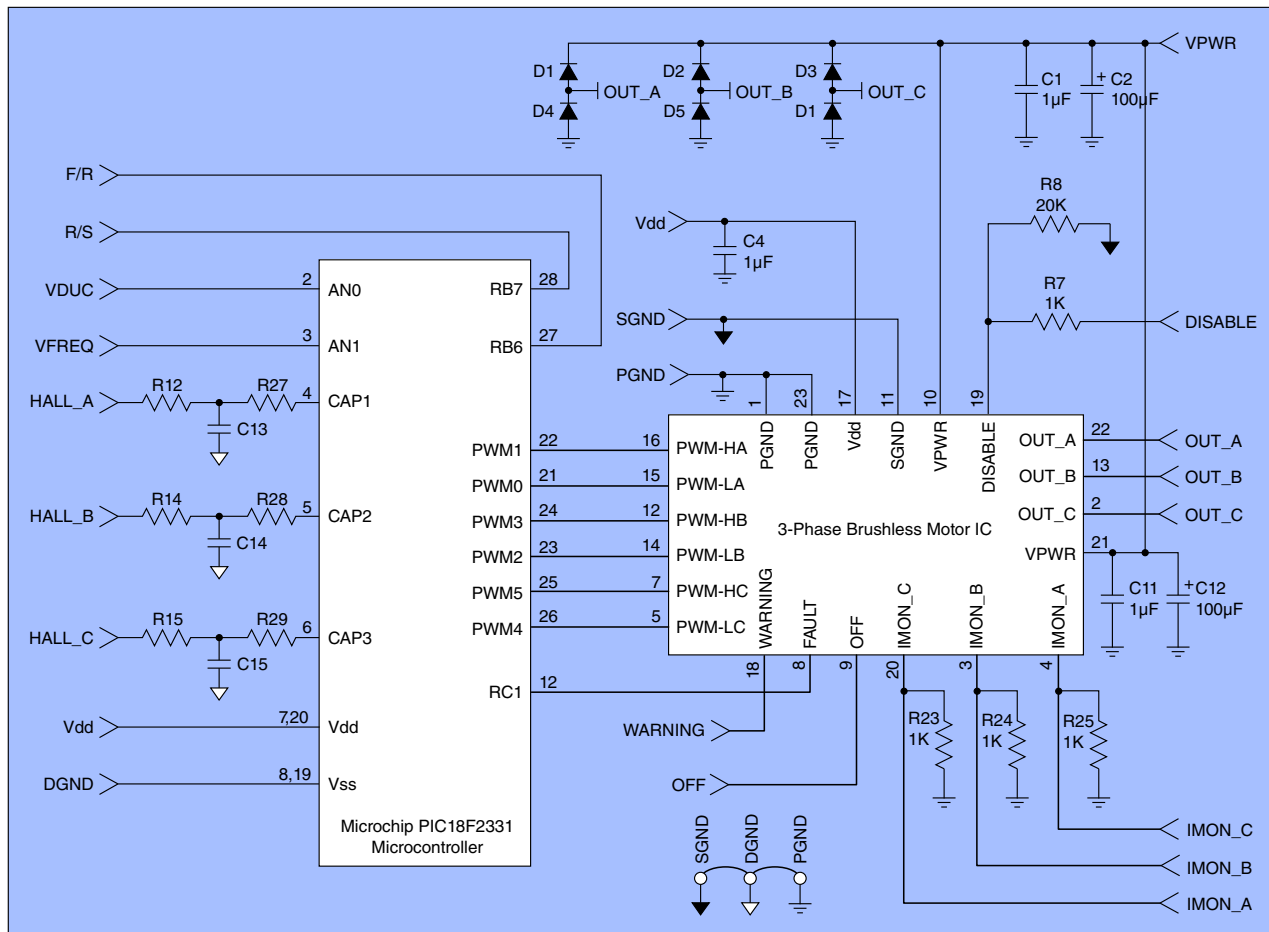 VPWR
D1
D2
D3
OUT_A
OUT_B
OUT_C
D4
D5
D1
C1
1µF
+
C2
100µF
F/R
R/S
VDUC
2
AN0
VFREQ
3
AN1
RB7
28
RB6
27
HALL_A
R12
R27
4
CAP1
C13
HALL_B
R14
R28
5
CAP2
C14
HALL_C
R15
R29
6
CAP3
C15
Vdd
7,20
Vdd
DGND
8,19
Vss
PWM1
22
PWM0
21
PWM3
24
PWM2
23
PWM5
25
PWM4
26
RC1
12
Microchip PIC18F2331
Microcontroller
Vdd
C4
1µF
SGND
PGND
R8
20K
R7
1K
DISABLE
1
23
17
11
10
19
PGND
PGND
Vdd
SGND
VPWR
DISABLE
16
PWM-HA
15
PWM-LA
12
PWM-HB
14
PWM-LB
7
PWM-HC
5
PWM-LC
3-Phase Brushless Motor IC
OUT_A
22
OUT_A
OUT_B
13
OUT_B
OUT_C
2
OUT_C
VPWR
21
C11
1µF
+
C12
100µF
WARNING
FAULT
OFF
IMON_C
IMON_B
IMON_A
18
8
9
20
3
4
WARNING
OFF
R23
1K
R24
1K
R25
1K
SGND
DGND
PGND
IMON_C
IMON_B
IMON_A